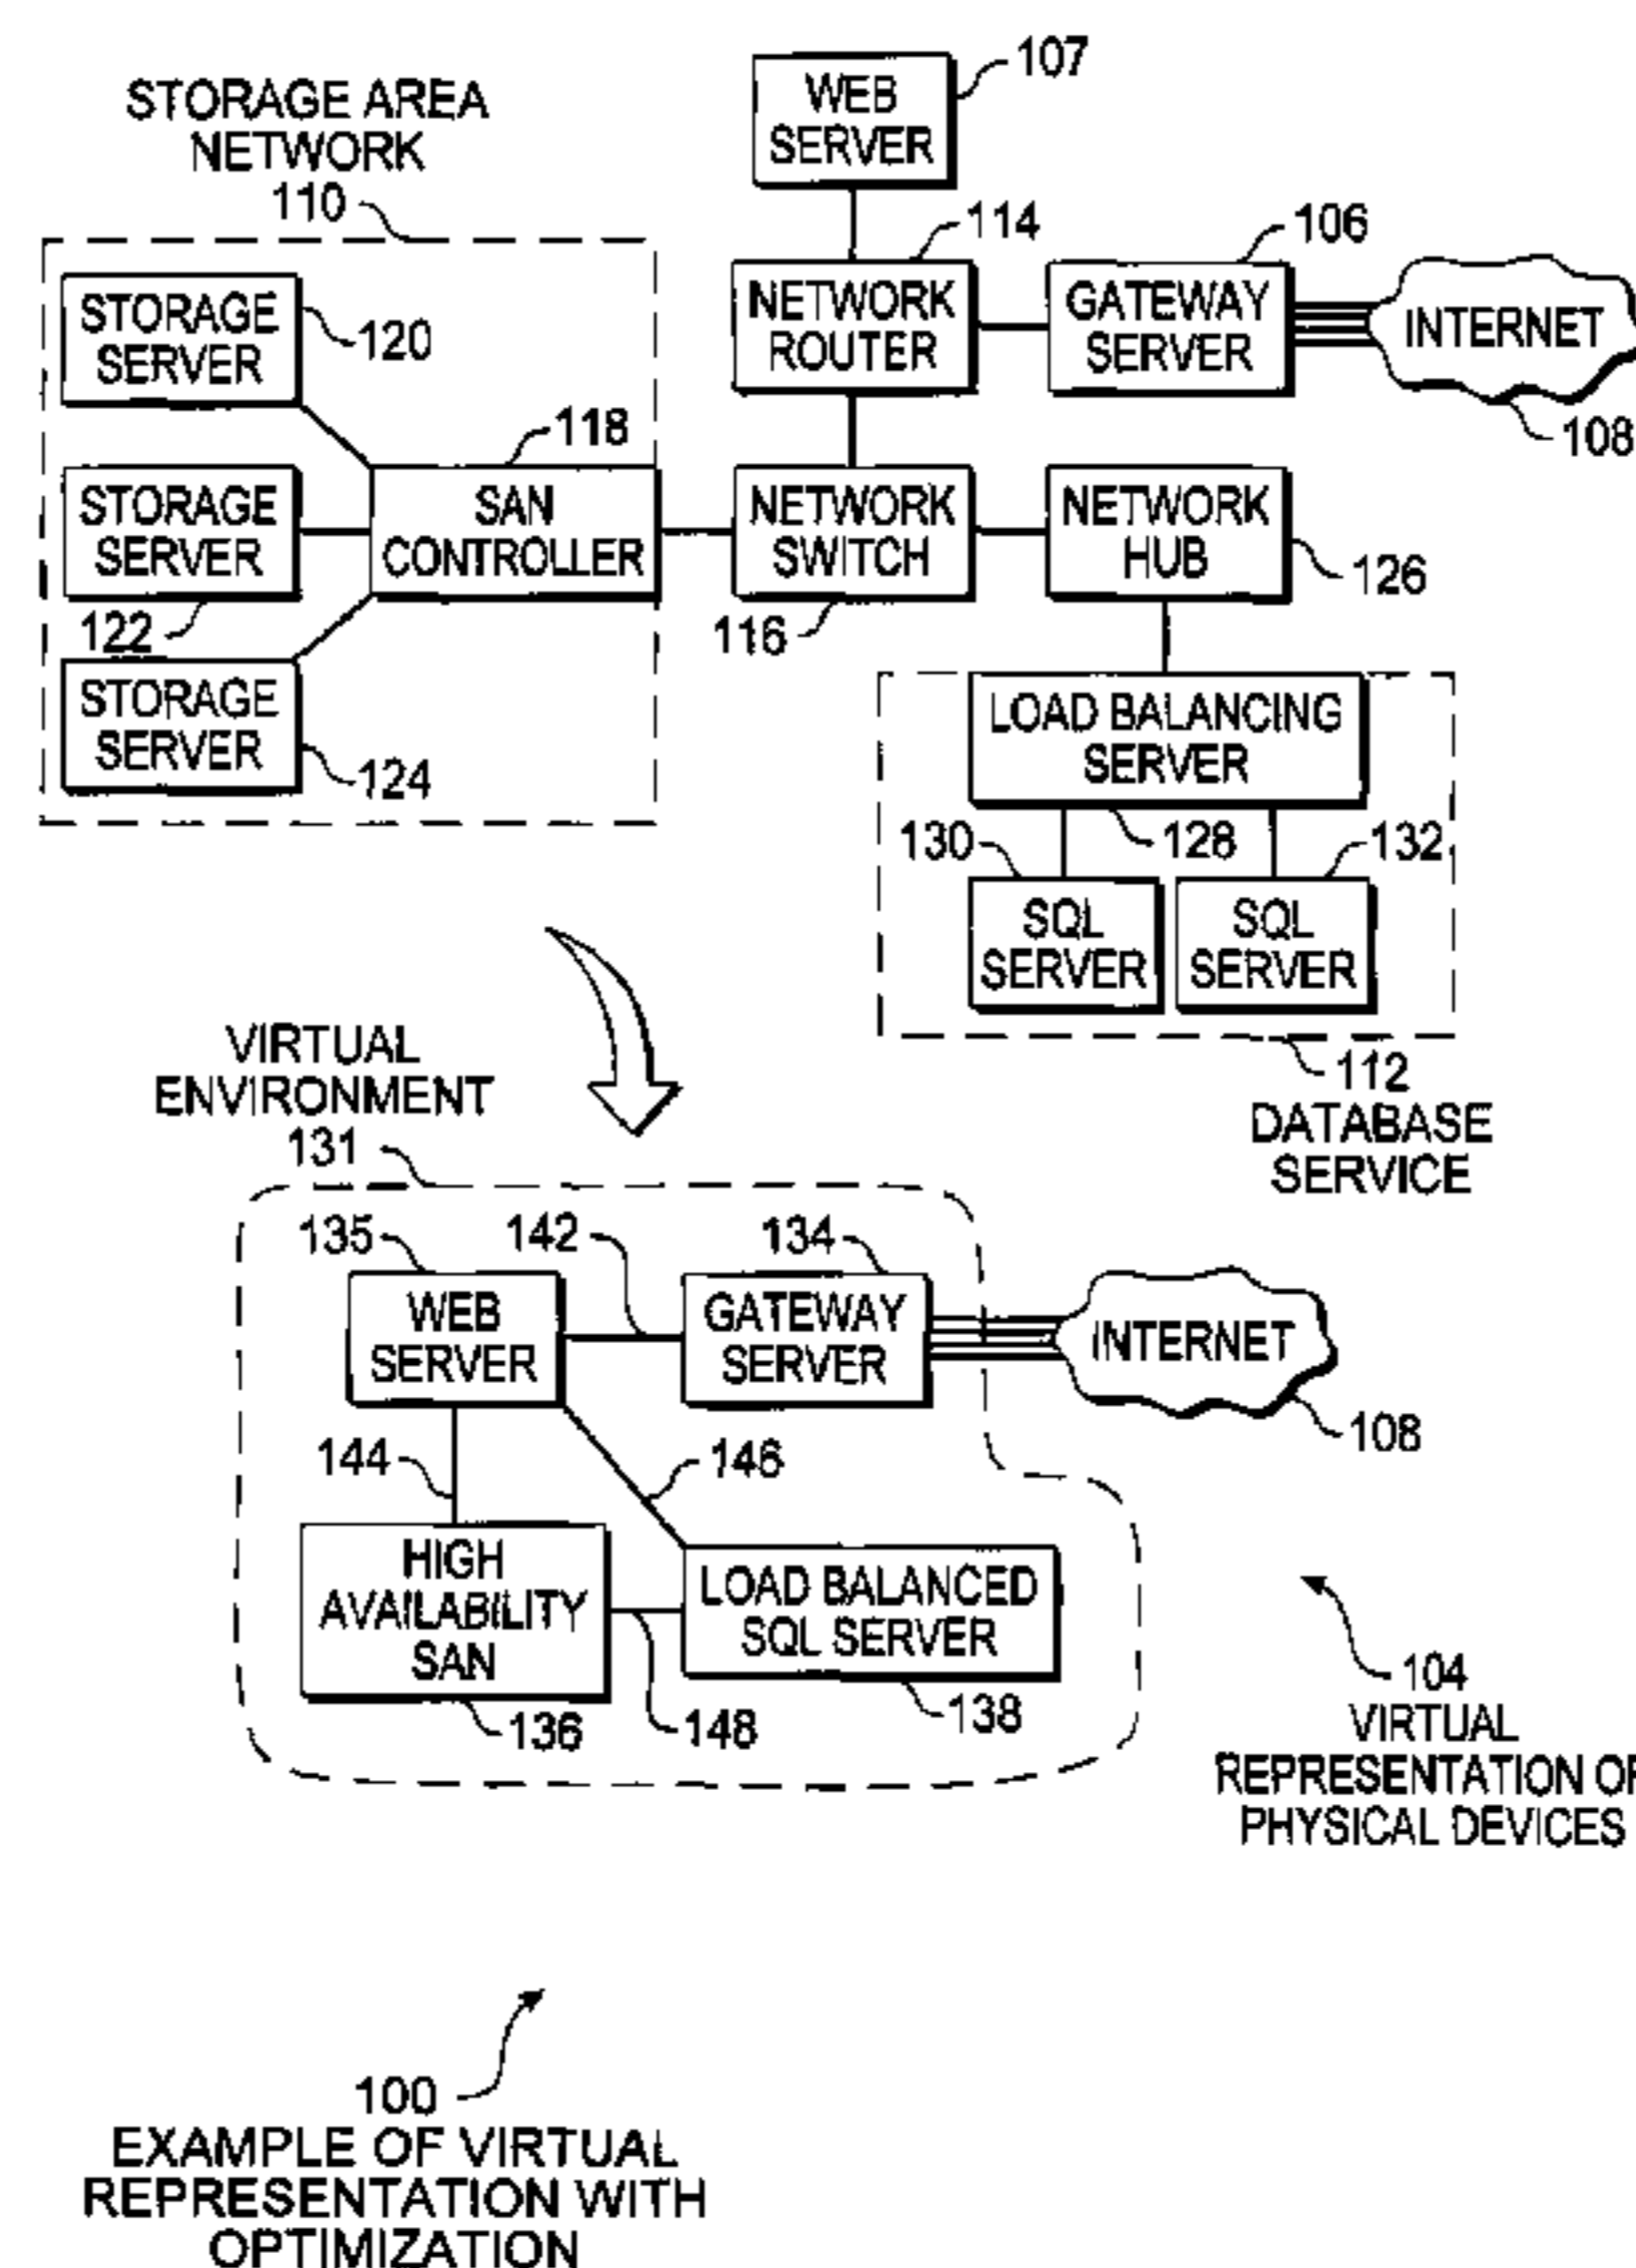 107
WEB
SERVER
STORAGE AREA
NETWORK
110
114
106
STORAGE
SERVER
120
NETWORK
ROUTER
GATEWAY
SERVER
INTERNET
108
118
STORAGE
SERVER
122
SAN
CONTROLLER
NETWORK
SWITCH
116
NETWORK
HUB
126
STORAGE
SERVER
124
LOAD BALANCING
SERVER
130
128
132
SQL
SERVER
SQL
SERVER
112
DATABASE
SERVICE
VIRTUAL
ENVIRONMENT
131
135
142
134
WEB
SERVER
GATEWAY
SERVER
INTERNET
108
144
146
HIGH
AVAILABILITY
SAN
LOAD BALANCED
SQL SERVER
136
148
138
104
VIRTUAL
REPRESENTATION OF
PHYSICAL DEVICES
100
EXAMPLE OF VIRTUAL
REPRESENTATION WITH
OPTIMIZATION